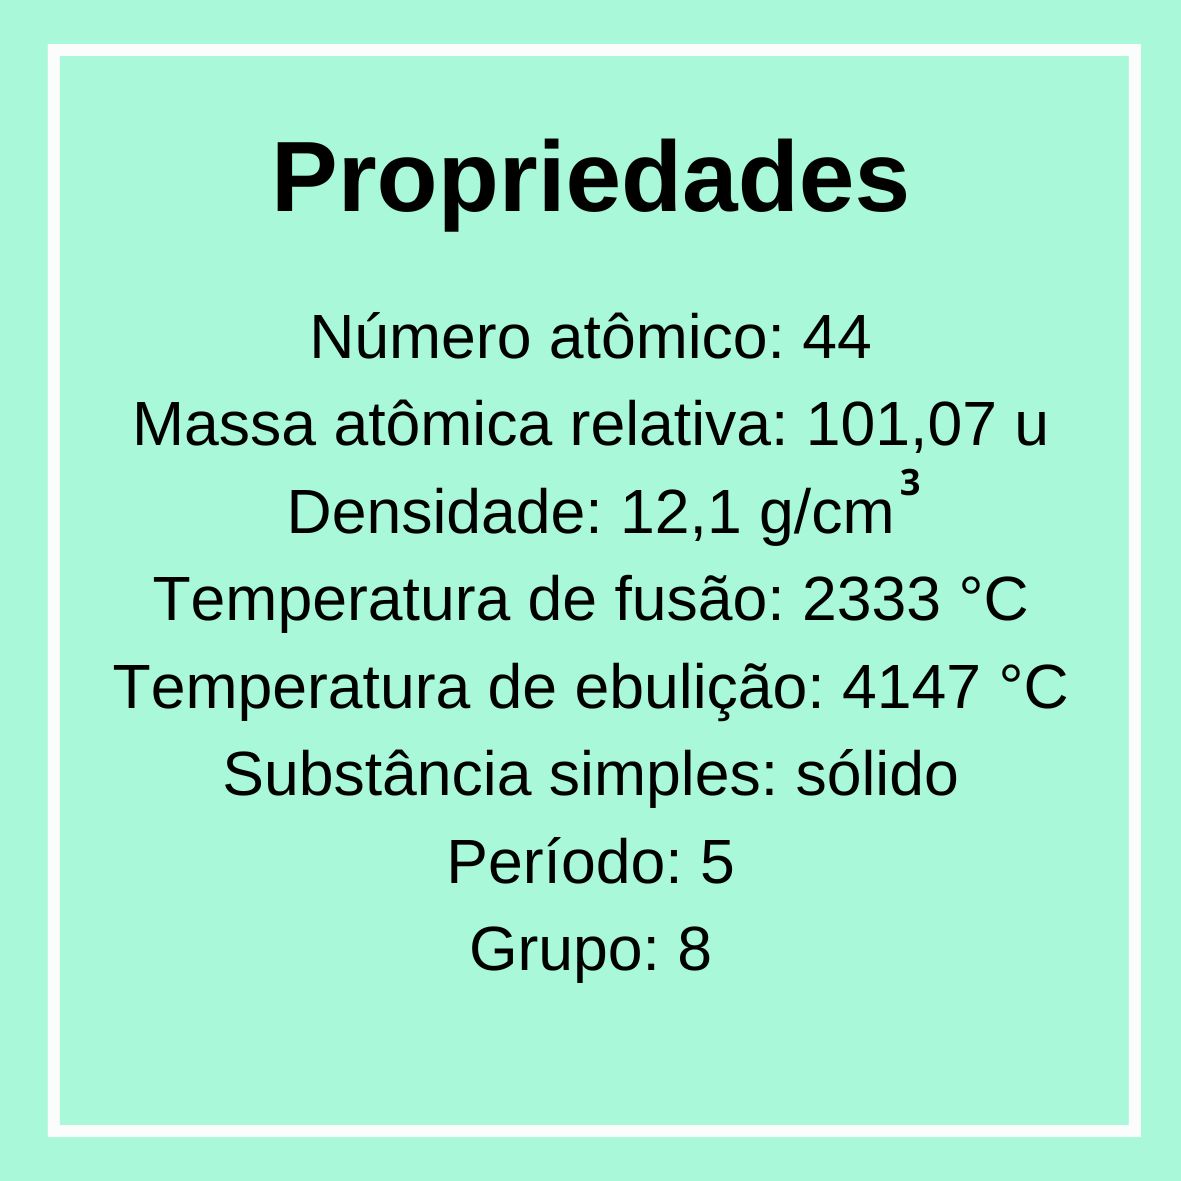 Propriedades
Número atômico: 44
Massa atômica relativa: 101,07 u
Densidade: 12,1 g/cm³
Temperatura de fusão: 2333 °C
Temperatura de ebulição: 4147 °C
Substância simples: sólido
Período: 5
Grupo: 8